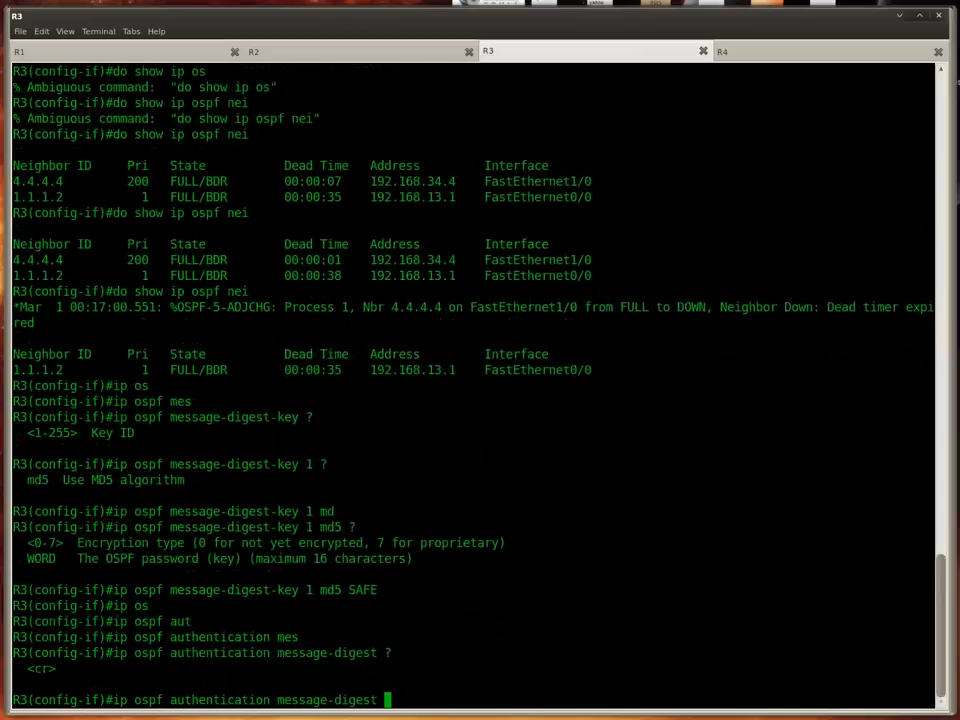 R3
File Edit View Terminal Tabs Help
R1 R2 R3 R4
R3(config-if)#do show ip os
% Ambiguous command:  "do show ip os"
R3(config-if)#do show ip ospf nei
% Ambiguous command:  "do show ip ospf nei"
R3(config-if)#do show ip ospf nei
Neighbor ID     Pri   State           Dead Time   Address         Interface
4.4.4.4         200   FULL/BDR        00:00:07    192.168.34.4    FastEthernet1/0
1.1.1.2           1   FULL/BDR        00:00:35    192.168.13.1    FastEthernet0/0
R3(config-if)#do show ip ospf nei
Neighbor ID     Pri   State           Dead Time   Address         Interface
4.4.4.4         200   FULL/BDR        00:00:01    192.168.34.4    FastEthernet1/0
1.1.1.2           1   FULL/BDR        00:00:38    192.168.13.1    FastEthernet0/0
R3(config-if)#do show ip ospf nei
*Mar  1 00:17:00.551: %OSPF-5-ADJCHG: Process 1, Nbr 4.4.4.4 on FastEthernet1/0 from FULL to DOWN, Neighbor Down: Dead timer expi
red
Neighbor ID     Pri   State           Dead Time   Address         Interface
1.1.1.2           1   FULL/BDR        00:00:35    192.168.13.1    FastEthernet0/0
R3(config-if)#ip os
R3(config-if)#ip ospf mes
R3(config-if)#ip ospf message-digest-key ?
  <1-255>  Key ID
R3(config-if)#ip ospf message-digest-key 1 ?
  md5  Use MD5 algorithm
R3(config-if)#ip ospf message-digest-key 1 md
R3(config-if)#ip ospf message-digest-key 1 md5 ?
  <0-7>  Encryption type (0 for not yet encrypted, 7 for proprietary)
  WORD   The OSPF password (key) (maximum 16 characters)
R3(config-if)#ip ospf message-digest-key 1 md5 SAFE
R3(config-if)#ip os
R3(config-if)#ip ospf aut
R3(config-if)#ip ospf authentication mes
R3(config-if)#ip ospf authentication message-digest ?
  <cr>
R3(config-if)#ip ospf authentication message-digest